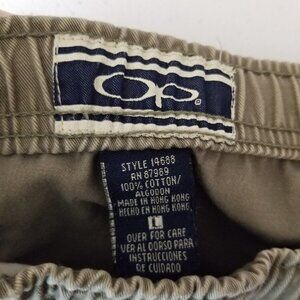 Op
STYLE 14688
RN 87989
100% COTTON/
ALGODON
MADE IN HONG KONG
HECHO EN HONG KONG
L
OVER FOR CARE
VER AL DORSO PARA
INSTRUCCIONES
DE CUIDADO